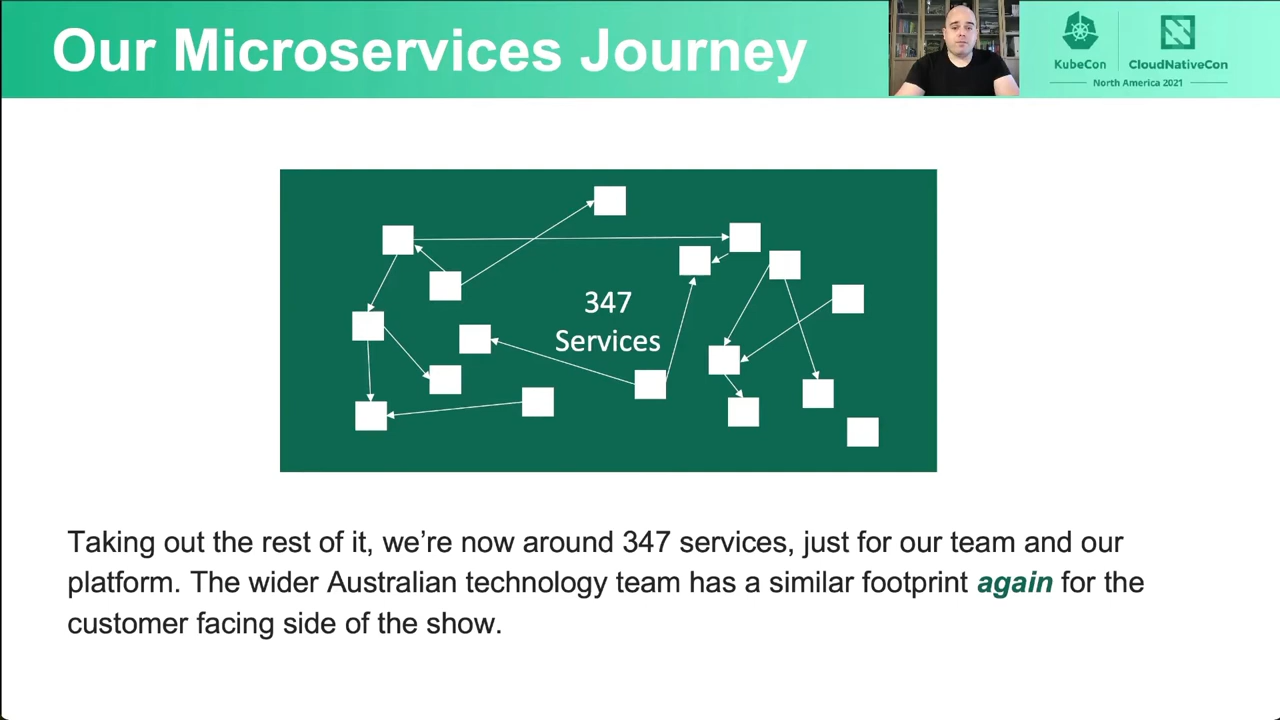 Our Microservices Journey
KubeCon
CloudNativeCon
North America 2021
347
Services
Taking out the rest of it, we’re now around 347 services, just for our team and our
platform. The wider Australian technology team has a similar footprint again for the
customer facing side of the show.